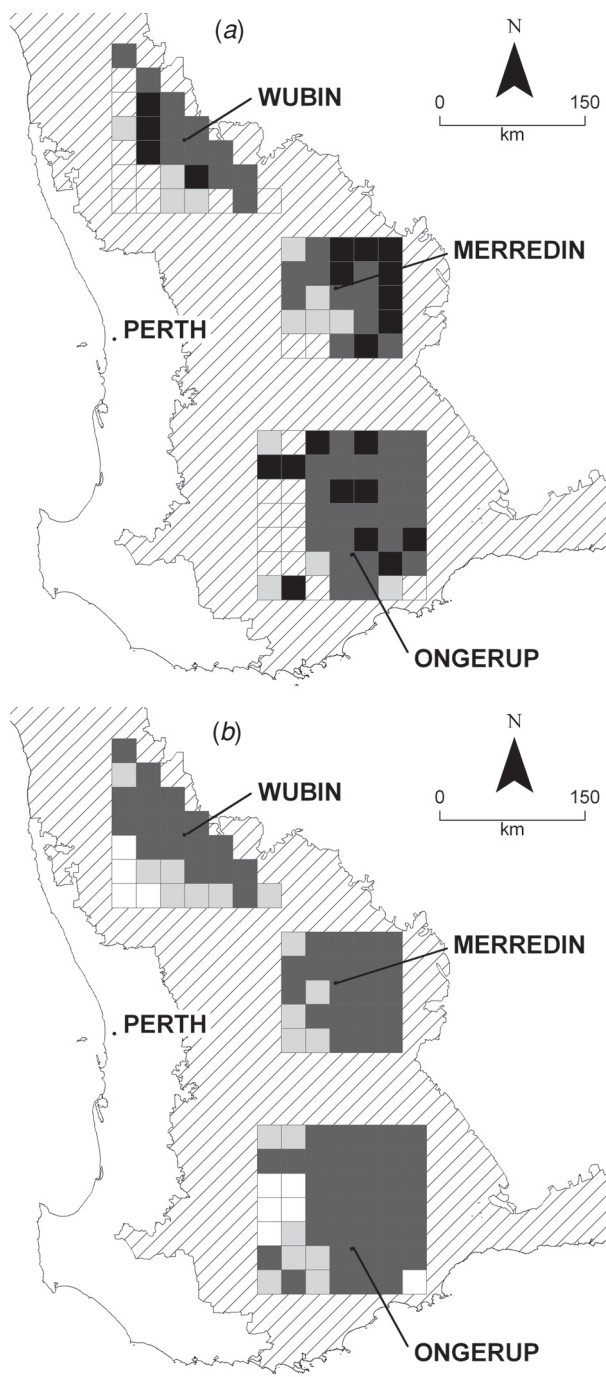 (a)
N
0 150
km
WUBIN
MERREDIN
PERTH
ONGERUP
(b)
N
0 150
km
WUBIN
MERREDIN
PERTH
ONGERUP